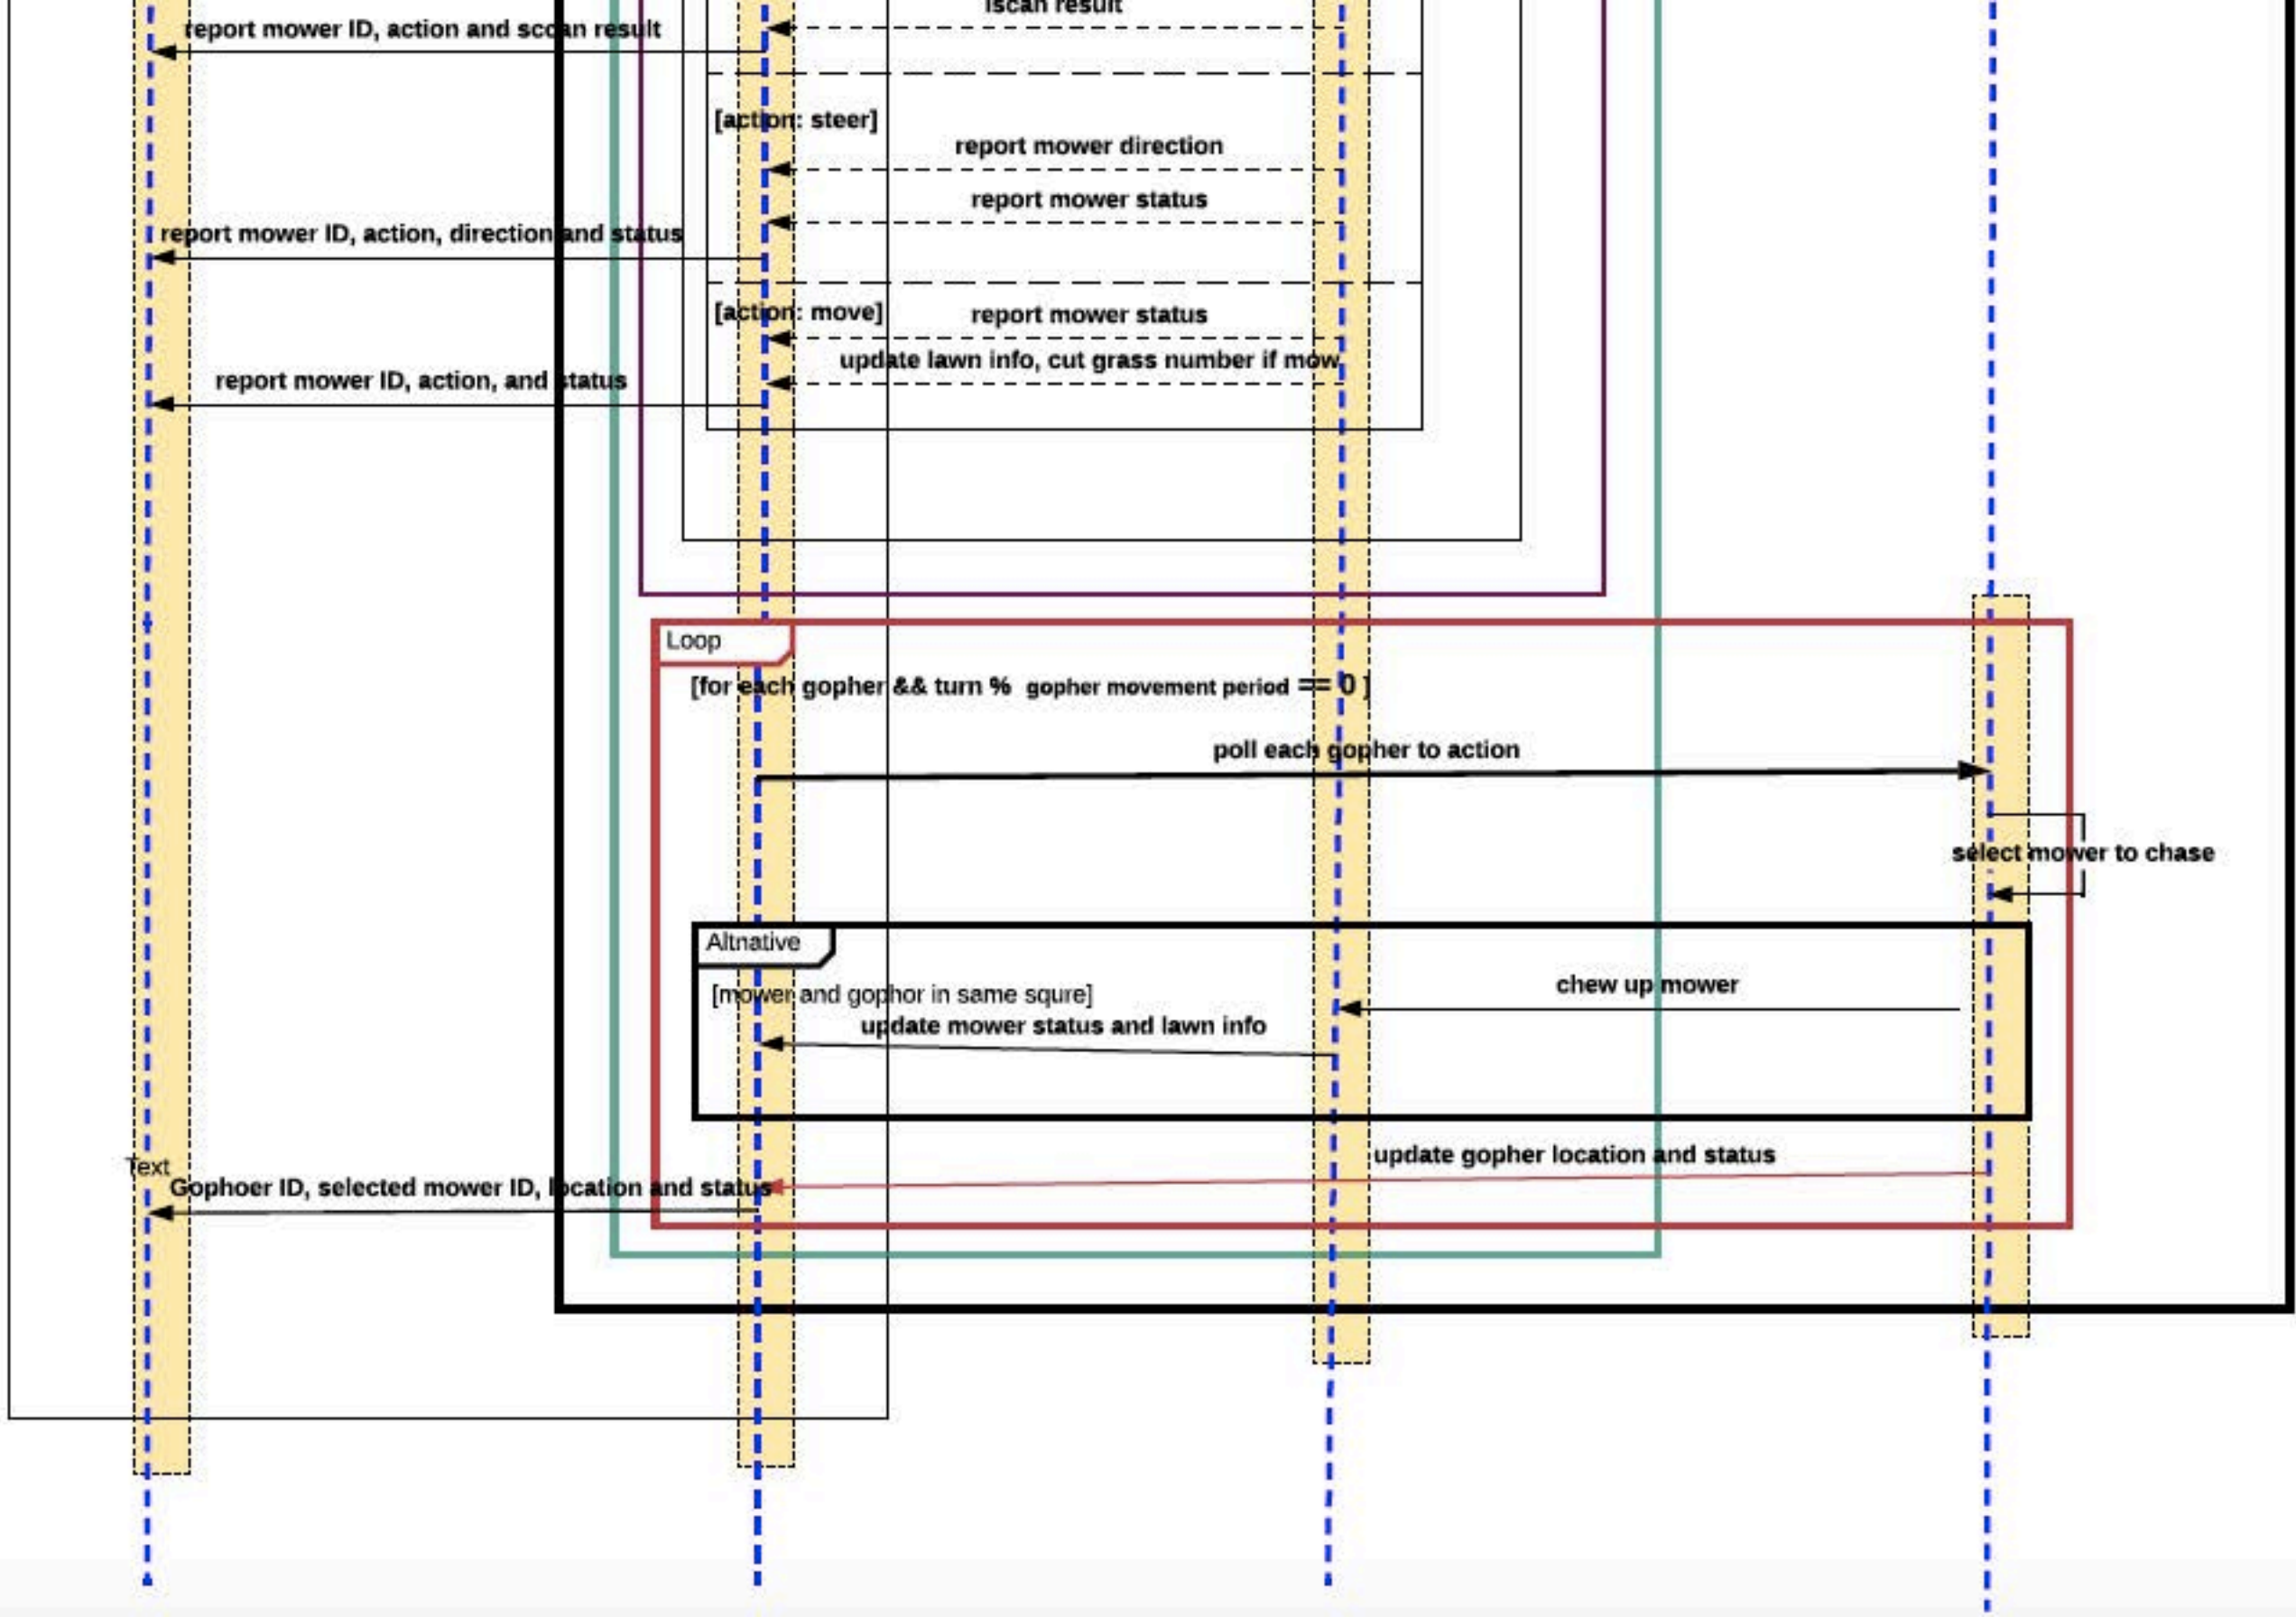 lscan result
report mower ID, action and sccan result
[action: steer]
report mower direction
report mower status
report mower ID, action, direction and status
[action: move]
report mower status
update lawn info, cut grass number if mow
report mower ID, action, and status
Loop
[for each gopher && turn % gopher movement period == 0 ]
poll each gopher to action
select mower to chase
Altnative
chew up mower
[mower and gophor in same squre]
update mower status and lawn info
update gopher location and status
Text
Gophoer ID, selected mower ID, location and status